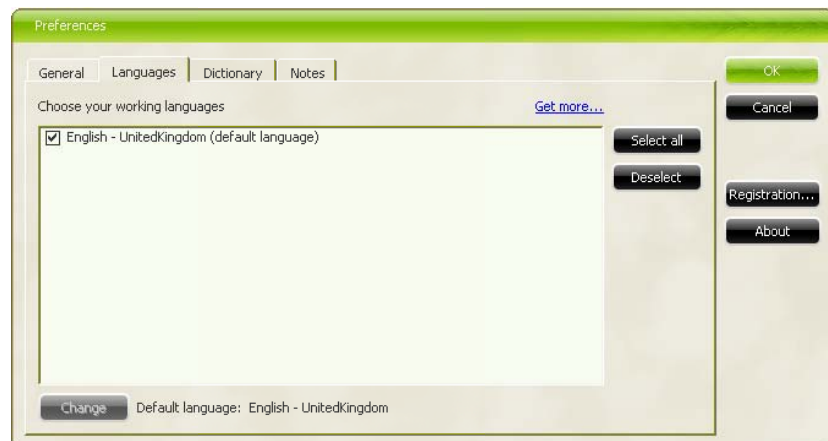 Preferences
General Languages Dictionary Notes
OK
Choose your working languages Get more...
Cancel
English - UnitedKingdom (default language)
Select all
Deselect
Registration...
About
Change Default language: English - UnitedKingdom